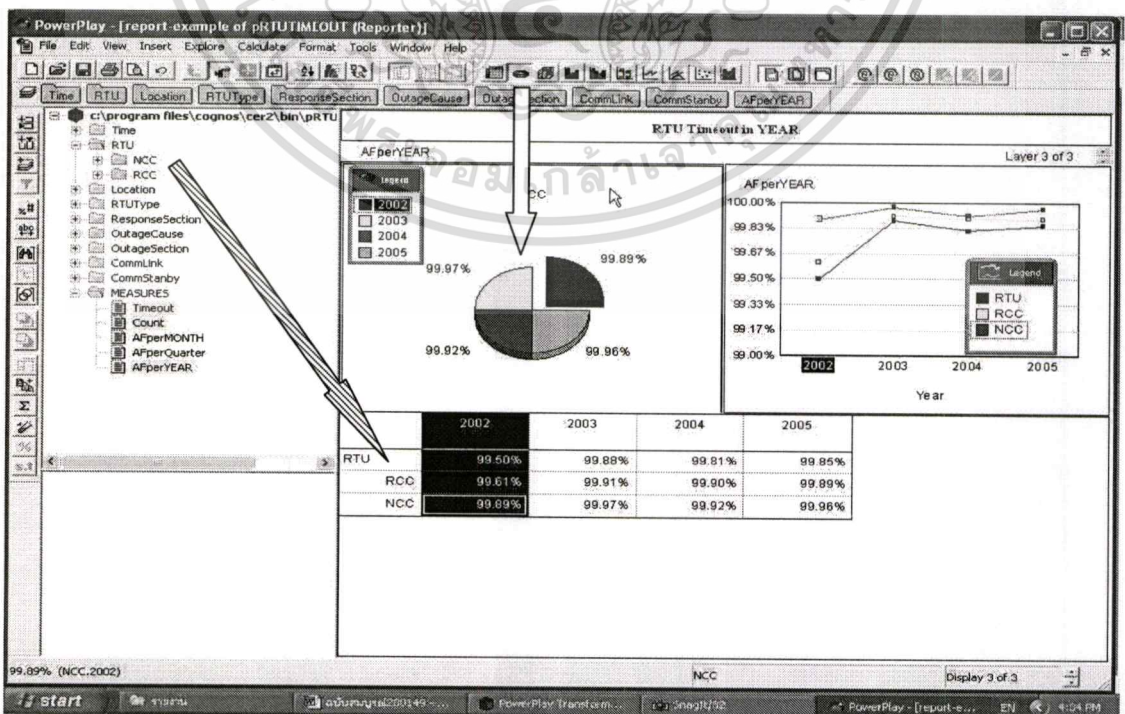 PowerPlay - [report-example of pRTUTIMEOUT (Reporter)]
File Edit View Insert Explore Calculate Format Tools Window Help
Time RTU Location RTUType ResponseSection OutageCause CommLink CommStanby AFperYEAR
c:\program files\cognos\cer2\bin\pRTU
Time
RTU
NCC
RCC
Location
RTUType
ResponseSection
OutageCause
OutageSection
CommLink
CommStanby
MEASURES
Timeout
Count
AFperMONTH
AFperQuarter
AFperYEAR
RTU Timeout in YEAR
AFperYEAR
Layer 3 of 3
Legend
2002
2003
2004
2005
99.97%
99.89%
99.92%
99.96%
AFperYEAR
100.00%
99.83%
99.67%
99.50%
99.33%
99.17%
99.00%
Legend
RTU
RCC
NCC
2002 2003 2004 2005
Year
2002 2003 2004 2005
RTU 99.50% 99.88% 99.81% 99.85%
RCC 99.61% 99.91% 99.90% 99.89%
NCC 99.89% 99.97% 99.92% 99.96%
99.89% (NCC.2002)
NCC
Display 3 of 3
start
PowerPlay Transform...
SnagIt/32
PowerPlay - [report-e...
EN
4:04 PM